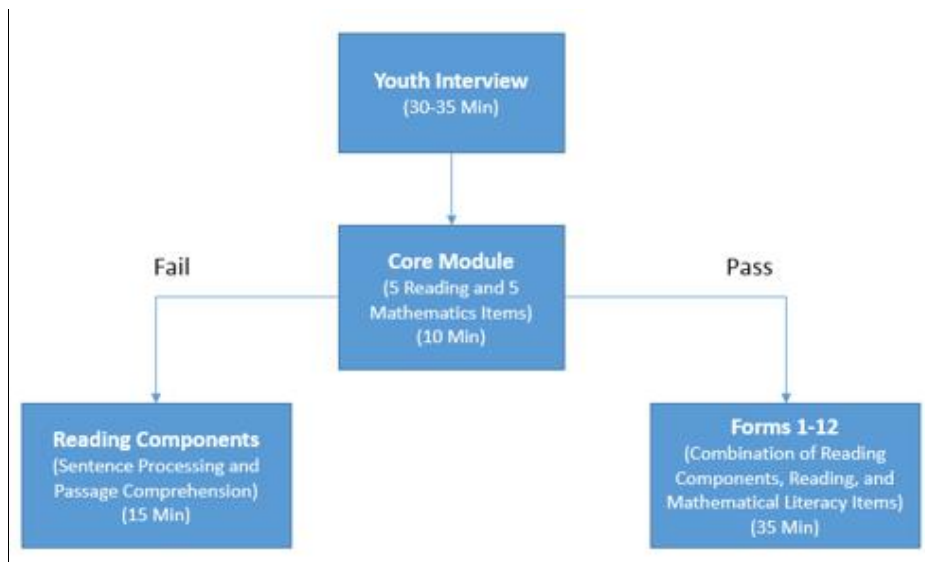 Youth Interview
(30-35 Min)
Fail
Core Module
(5 Reading and 5
Mathematics Items)
(10 Min)
Pass
Reading Components
(Sentence Processing and
Passage Comprehension)
(15 Min)
Forms 1-12
(Combination of Reading
Components, Reading, and
Mathematical Literacy Items)
(35 Min)